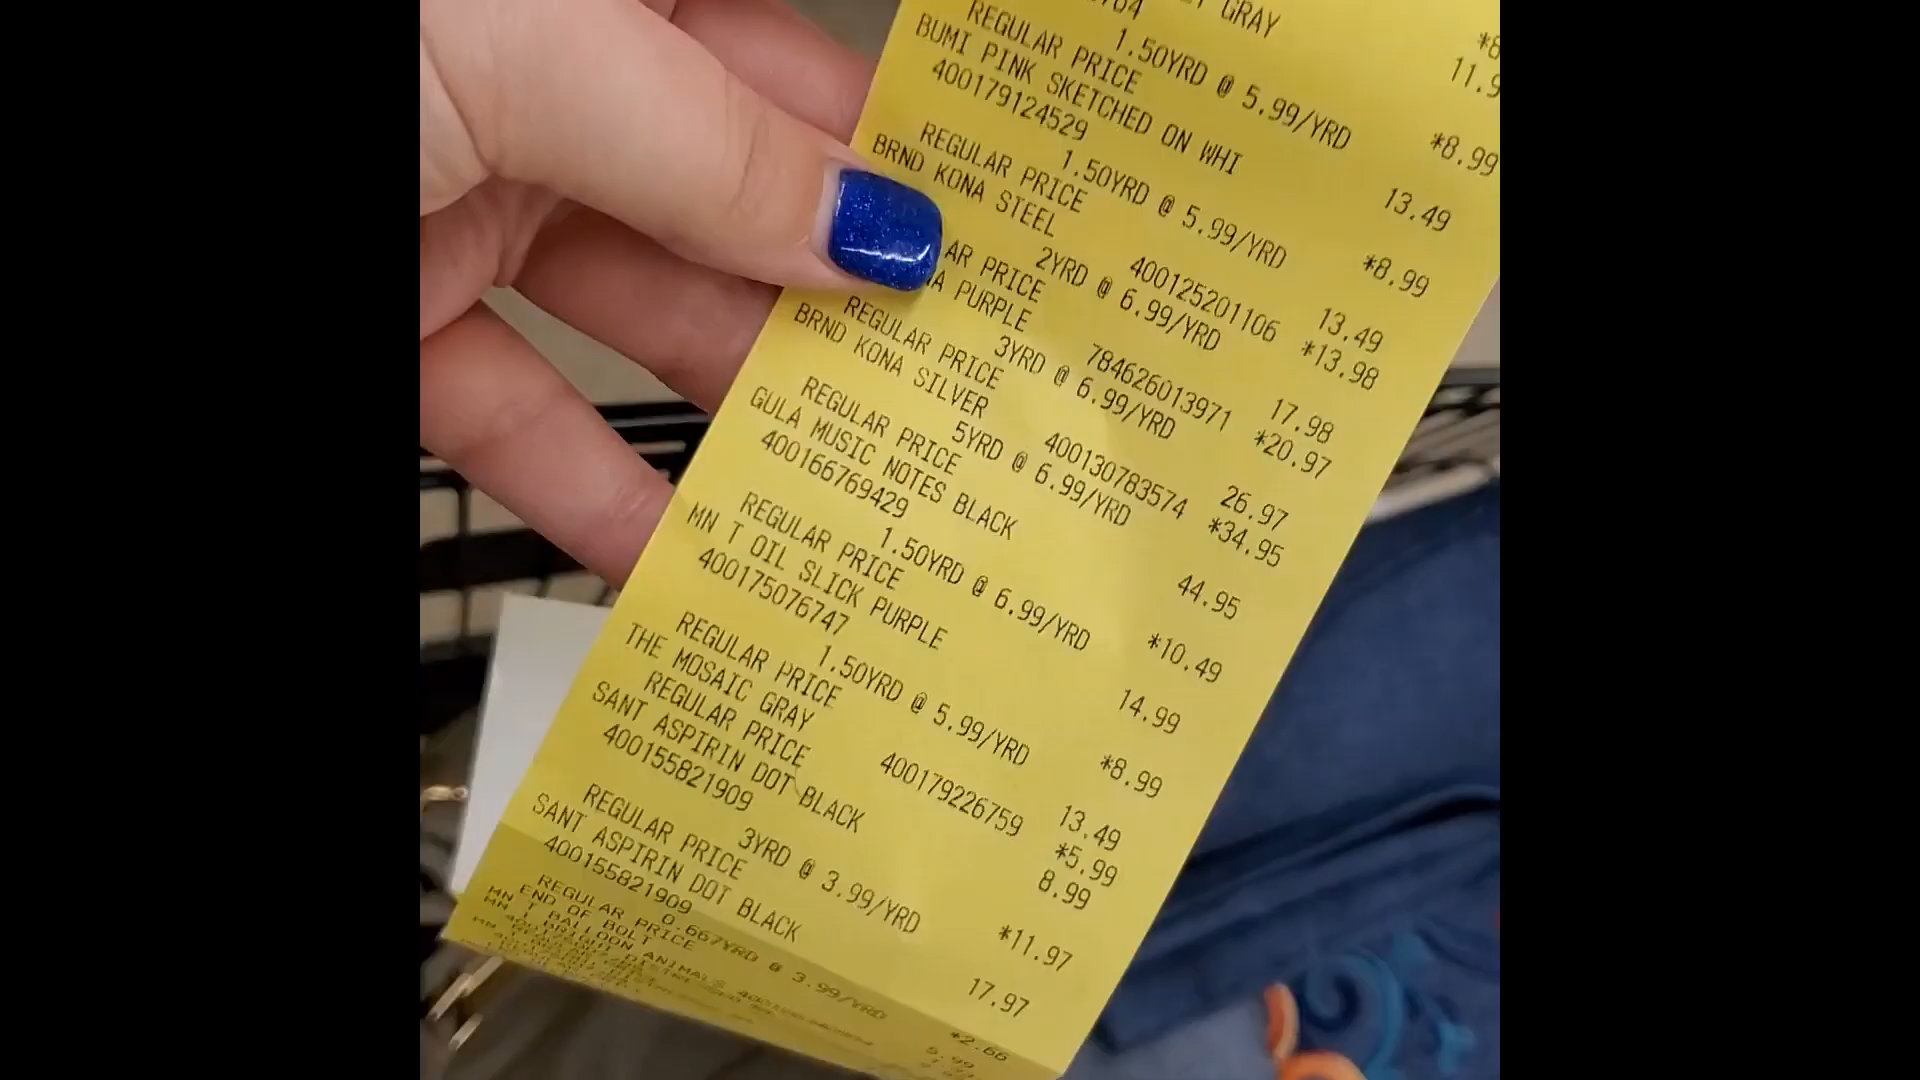 GRAY
REGULAR PRICE
1.50YRD @ 5.99/YRD *8.99
BUMI PINK SKETCHED ON WHI
400179124529
REGULAR PRICE 13.49
1.50YRD @ 5.99/YRD *8.99
BRND KONA STEEL 400125201106
AR PRICE 13.49
2YRD @ 6.99/YRD *13.98
PURPLE 784626013971
REGULAR PRICE 17.98
3YRD @ 6.99/YRD *20.97
BRND KONA SILVER 400130783574
REGULAR PRICE 26.97
5YRD @ 6.99/YRD *34.95
GULA MUSIC NOTES BLACK
400166769429
REGULAR PRICE 44.95
1.50YRD @ 6.99/YRD *10.49
MN T OIL SLICK PURPLE
400175076747
REGULAR PRICE 14.99
1.50YRD @ 5.99/YRD *8.99
THE MOSAIC GRAY 400179226759
REGULAR PRICE 13.49
*5.99
SANT ASPIRIN DOT BLACK 8.99
400155821909
REGULAR PRICE
3YRD @ 3.99/YRD *11.97
SANT ASPIRIN DOT BLACK
400155821909
REGULAR PRICE 17.97
0.667YRD @ 3.99/YRD *2.66
MN END OF BOLT
MN T BALLOON ANIMALS